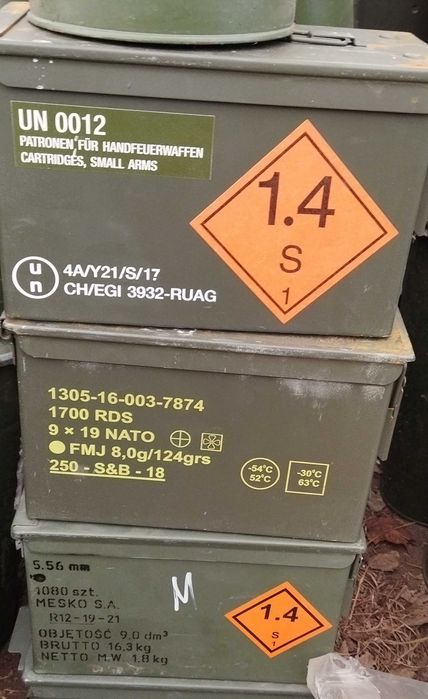 UN 0012
PATRONEN FÜR HANDFEUERWAFFEN
CARTRIDGES, SMALL ARMS
1.4
S
1
un
4A/Y21/S/17
CH/EGI 3932-RUAG
1305-16-003-7874
1700 RDS
9 × 19 NATO
FMJ 8,0g/124grs
250 - S&B - 18
-54°C
52°C
-30°C
63°C
5.56 mm
1080 szt.
MESKO S.A.
R12-19-21
OBJĘTOŚĆ 9.0 dm³
BRUTTO 16,3 kg
NETTO M.W. 1.8 kg
M
1.4
S
1